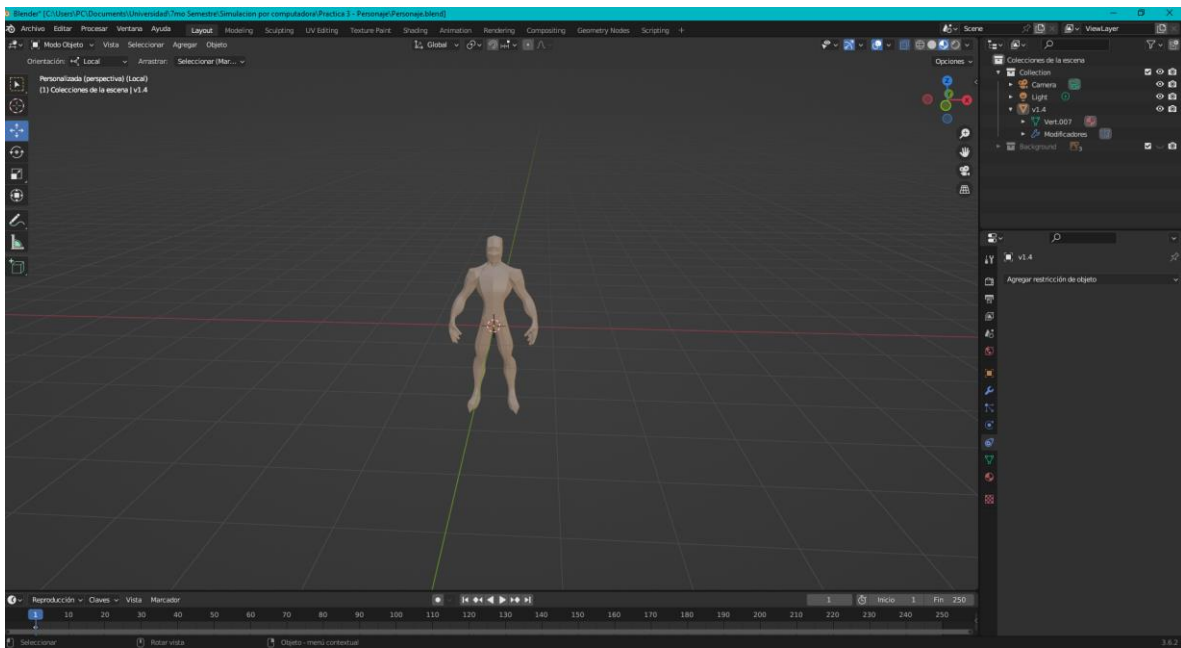 Blender* [C:\Users\PC\Documents\Universidad\7mo Semestre\Simulacion por computadora\Practica 3 - Personaje\Personaje.blend]
Archivo Editar Procesar Ventana Ayuda Layout Modeling Sculpting UV Editing Texture Paint Shading Animation Rendering Compositing Geometry Nodes Scripting + Scene ViewLayer
Modo Objeto Vista Seleccionar Agregar Objeto Global
Orientación: Local Arrastrar: Seleccionar (Mar... Opciones
Personalizada (perspectiva) (Local)
(1) Colecciones de la escena | v1.4
Z
Y
X
Colecciones de la escena
Collection
Camera
Light
v1.4
Vert.007
Modificadores
Background 3
v1.4
Agregar restricción de objeto
Reproducción Claves Vista Marcador 1 Inicio 1 Fin 250
1 10 20 30 40 50 60 70 80 90 100 110 120 130 140 150 160 170 180 190 200 210 220 230 240 250
Seleccionar Rotar vista Objeto - menú contextual 3.6.2